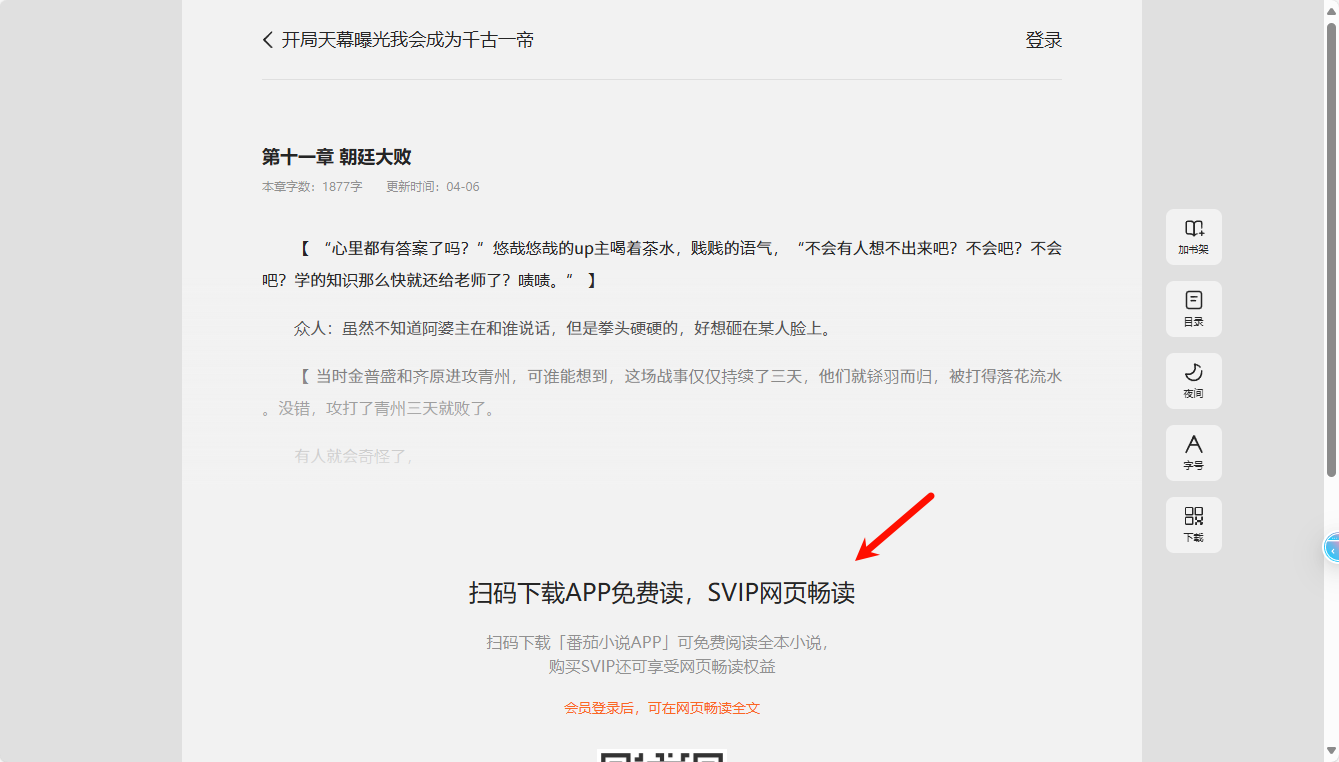 开局天幕曝光我会成为千古一帝
登录
第十一章 朝廷大败
本章字数：1877字 更新时间：04-06
【 “心里都有答案了吗？“ 悠哉悠哉的up主喝着茶水，贱贱的语气， “不会有人想不出来吧？不会吧？不会
吧？学的知识那么快就还给老师了？啧啧。“ 】
众人：虽然不知道阿婆主在和谁说话，但是拳头硬硬的，好想砸在某人脸上。
【 当时金普盛和齐原进攻青州，可谁能想到，这场战事仅仅持续了三天，他们就铩羽而归，被打得落花流水
。没错，攻打了青州三天就败了。
有人就会奇怪了，
加书架
目录
夜间
字号
下载
扫码下载APP免费读，SVIP网页畅读
扫码下载「番茄小说APP」可免费阅读全本小说，
购买SVIP还可享受网页畅读权益
会员登录后，可在网页畅读全文